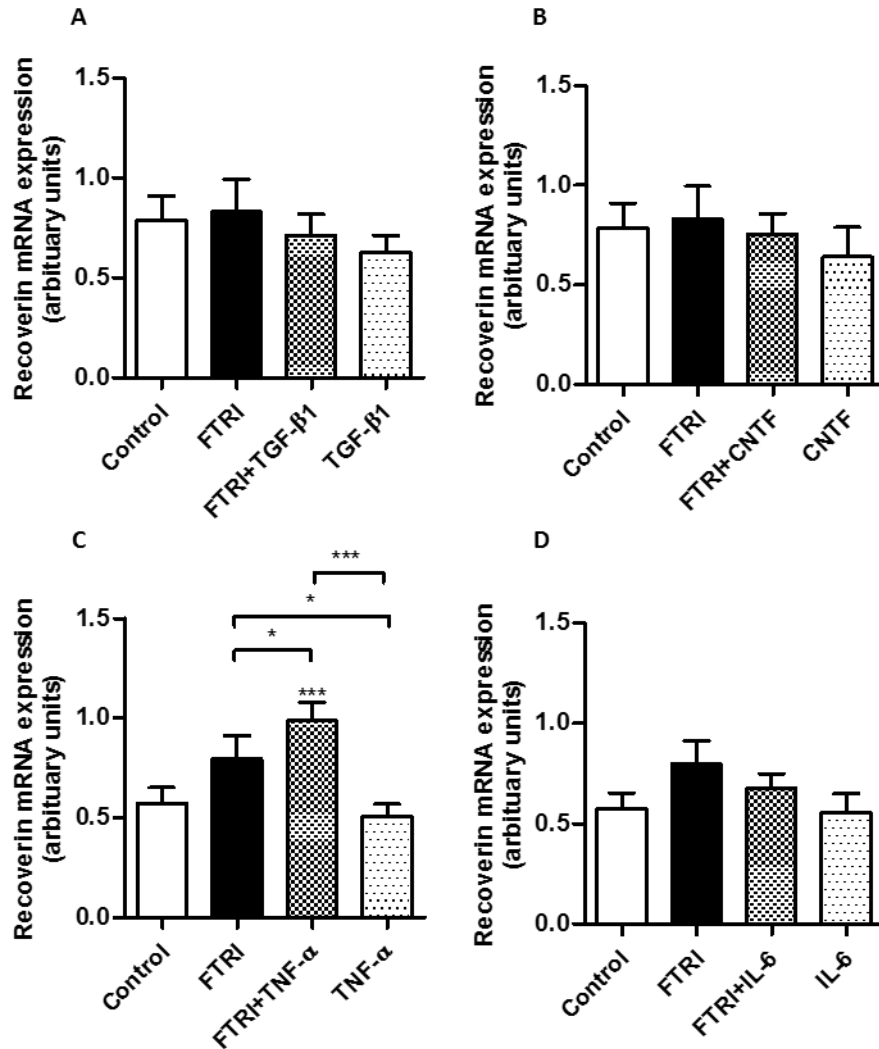 A
Recoverin mRNA expression
(arbituary units)
1.5
1.0
0.5
0.0
Control
FTRI
FTRI+TGF-β1
TGF-β1
B
Recoverin mRNA expression
(arbituary units)
1.5
1.0
0.5
0.0
Control
FTRI
FTRI+CNTF
CNTF
C
Recoverin mRNA expression
(arbituary units)
1.5
1.0
0.5
0.0
***
*
*
***
Control
FTRI
FTRI+TNF-α
TNF-α
D
Recoverin mRNA expression
(arbituary units)
1.5
1.0
0.5
0.0
Control
FTRI
FTRI+IL-6
IL-6